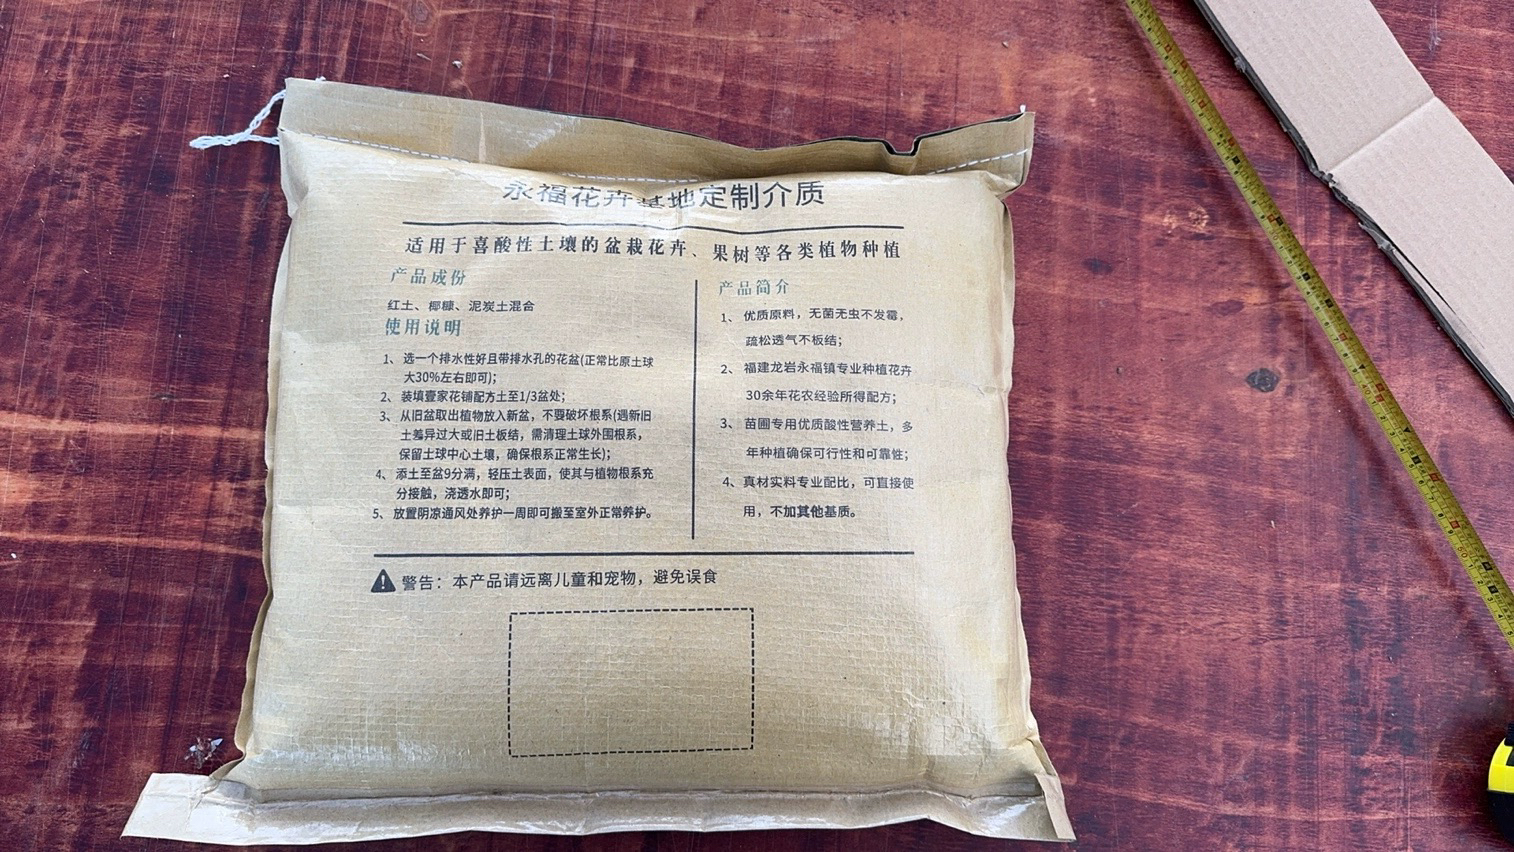 永福花卉基地定制介质
适用于喜酸性土壤的盆栽花卉、果树等各类植物种植
产品成份
红土、椰糠、泥炭土混合
使用说明
1、选一个排水性好且带排水孔的花盆(正常比原土球
大30%左右即可);
2、装填壹家花铺配方土至1/3盆处;
3、从旧盆取出植物放入新盆，不要破坏根系(遇新旧
土差异过大或旧土板结，需清理土球外围根系，
保留土球中心土壤，确保根系正常生长);
4、添土至盆9分满，轻压土表面，使其与植物根系充
分接触，浇透水即可;
5、放置阴凉通风处养护一周即可搬至室外正常养护。
产品简介
1、优质原料，无菌无虫不发霉，
疏松透气不板结;
2、福建龙岩永福镇专业种植花卉
30余年花农经验所得配方;
3、苗圃专用优质酸性营养土，多
年种植确保可行性和可靠性;
4、真材实料专业配比，可直接使
用，不加其他基质。
警告：本产品请远离儿童和宠物，避免误食